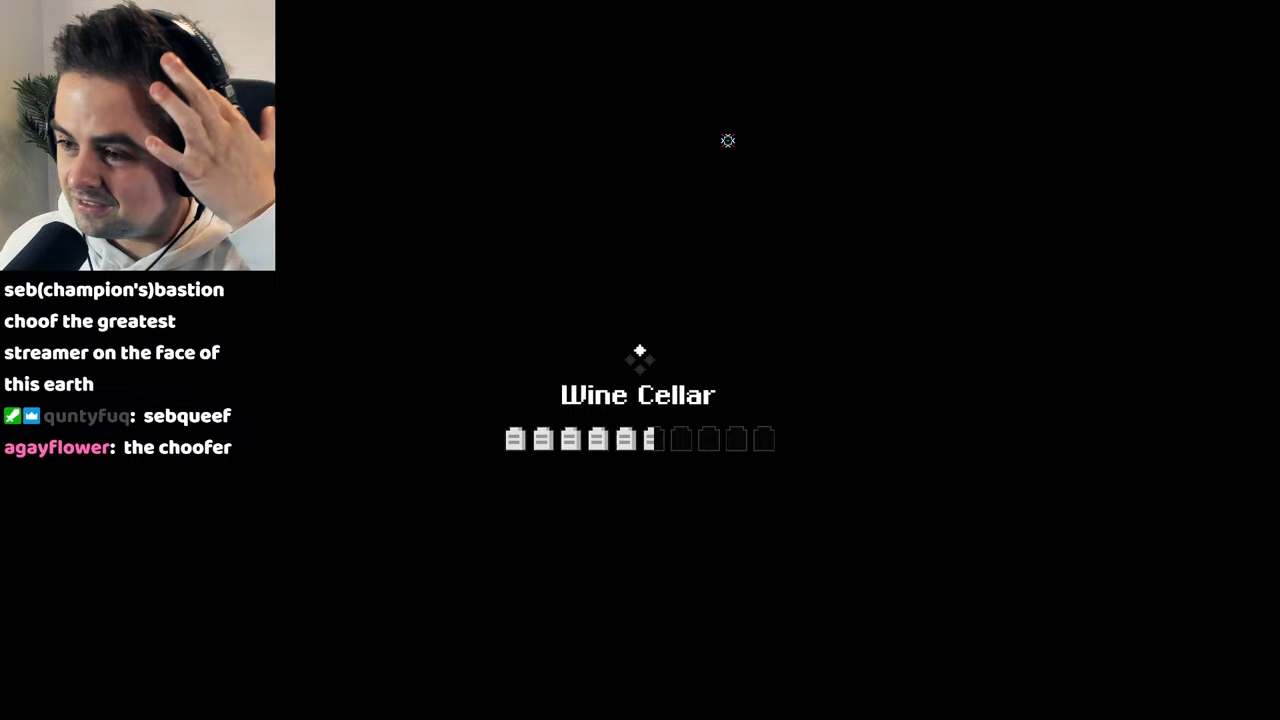 seb(champion's)bastion
choof the greatest
streamer on the face of
this earth
quntyfuq: sebqueef
agayflower: the choofer
Wine Cellar